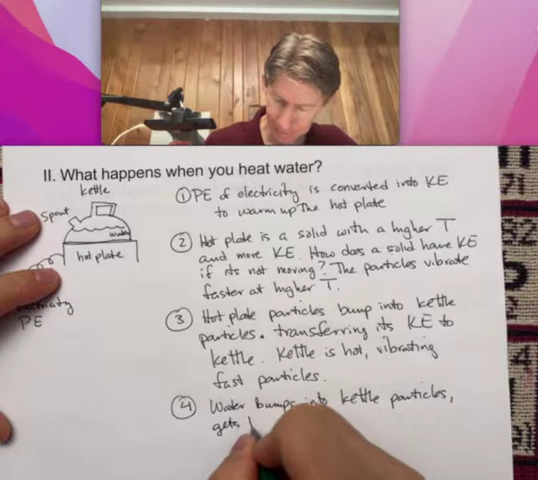 II. What happens when you heat water?
kettle
Spout
water
hot plate
electricity
PE
① PE of electricity is converted into KE
to warm up the hot plate
② Hot plate is a solid with a higher T
and more KE. How does a solid have KE
if its not moving? The particles vibrate
faster at higher T.
③ Hot plate particles bump into kettle
particles. transferring its KE to
kettle. Kettle is hot, vibrating
fast particles.
④ Water bumps into kettle particles,
gets